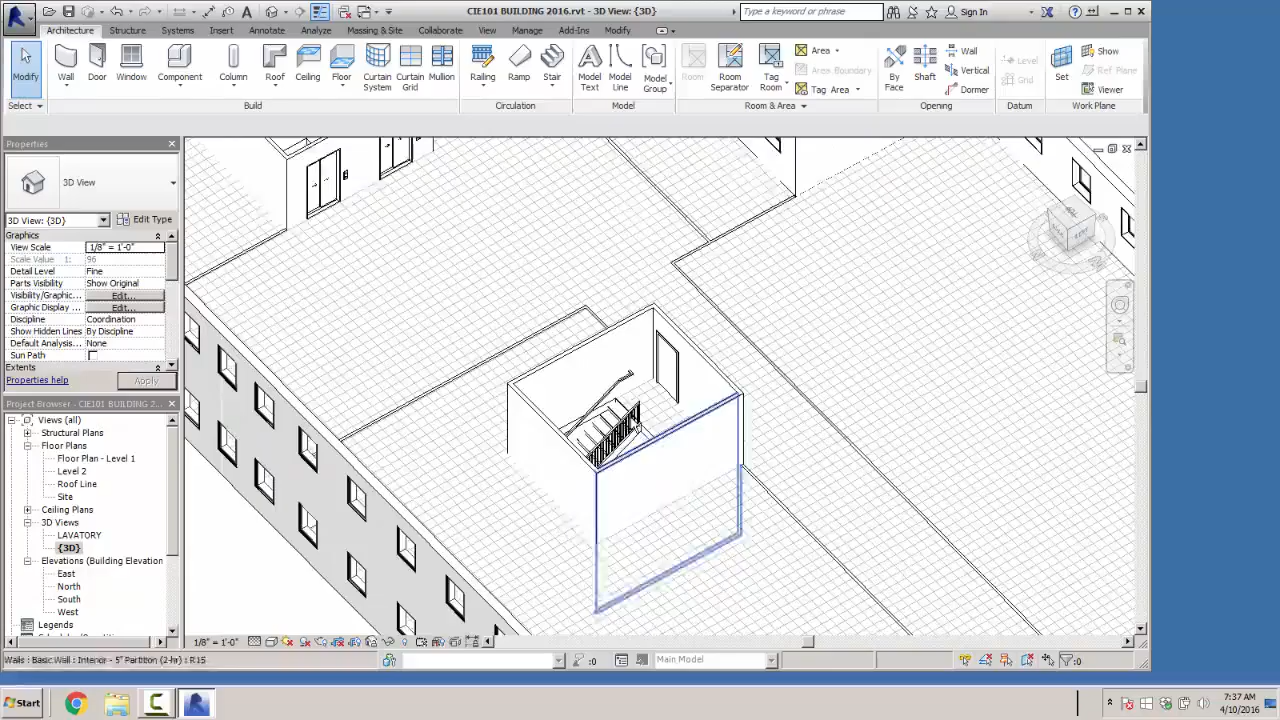 CIE101 BUILDING 2016.rvt - 3D View: {3D}
Type a keyword or phrase
Sign In
Architecture Structure Systems Insert Annotate Analyze Massing & Site Collaborate View Manage Add-Ins Modify
Modify
Wall
Door
Window
Component
Column
Roof
Ceiling
Floor
Curtain System
Curtain Grid
Mullion
Railing
Ramp
Stair
Model Text
Model Line
Model Group
Room
Room Separator
Tag Room
Area
Area Boundary
Tag Area
By Face
Shaft
Wall
Vertical
Dormer
Level
Grid
Set
Show
Ref Plane
Viewer
Select Build Circulation Model Room & Area Opening Datum Work Plane
Properties
3D View
3D View: {3D} Edit Type
Graphics
View Scale 1/8" = 1'-0"
Scale Value 1: 96
Detail Level Fine
Parts Visibility Show Original
Visibility/Graphic... Edit...
Graphic Display ... Edit...
Discipline Coordination
Show Hidden Lines By Discipline
Default Analysis... None
Sun Path
Extents
Properties help Apply
Project Browser - CIE101 BUILDING 2...
Views (all)
Structural Plans
Floor Plans
Floor Plan - Level 1
Level 2
Roof Line
Site
Ceiling Plans
3D Views
LAVATORY
{3D}
Elevations (Building Elevation
East
North
South
West
Legends
1/8" = 1'-0"
Walls : Basic Wall : Interior - 5" Partition (2-hr) : R15
:0
Main Model
:0
Start
7:37 AM
4/10/2016